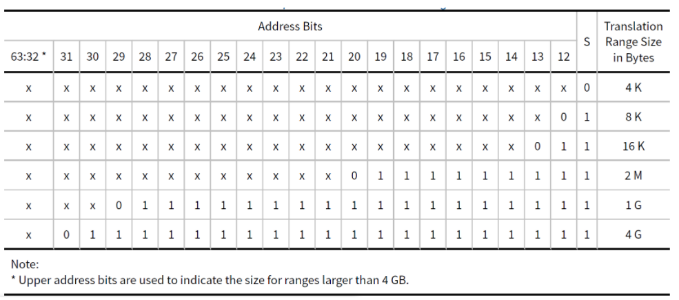 Address Bits S Translation Range Size in Bytes
63:32 * 31 30 29 28 27 26 25 24 23 22 21 20 19 18 17 16 15 14 13 12
x x x x x x x x x x x x x x x x x x x x x 0 4 K
x x x x x x x x x x x x x x x x x x x x 0 1 8 K
x x x x x x x x x x x x x x x x x x x 0 1 1 16 K
x x x x x x x x x x x x 0 1 1 1 1 1 1 1 1 1 2 M
x x x 0 1 1 1 1 1 1 1 1 1 1 1 1 1 1 1 1 1 1 1 G
x 0 1 1 1 1 1 1 1 1 1 1 1 1 1 1 1 1 1 1 1 1 4 G
Note:
* Upper address bits are used to indicate the size for ranges larger than 4 GB.